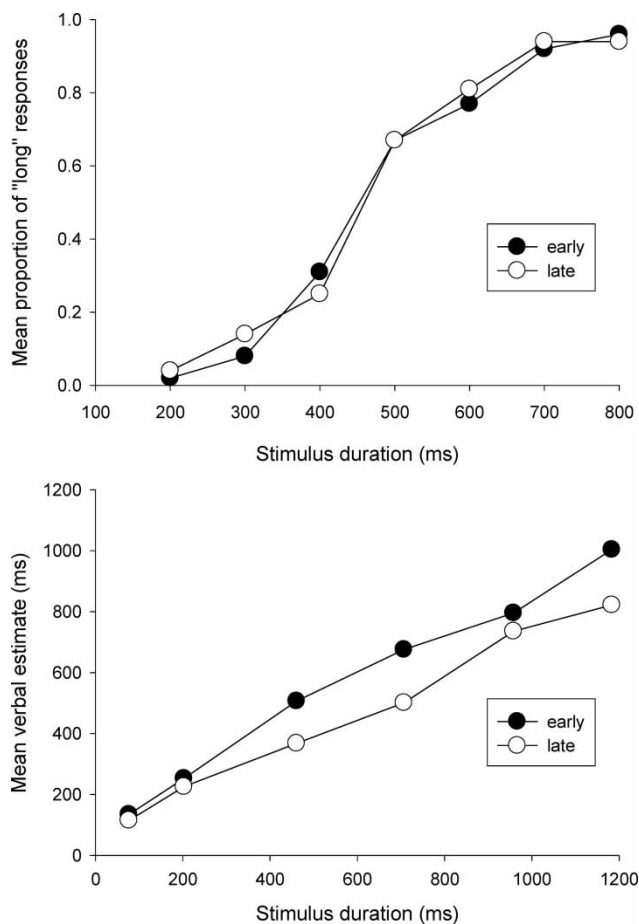 Mean proportion of "long" responses
1.0
0.8
0.6
0.4
0.2
0.0
early
late
100 200 300 400 500 600 700 800
Stimulus duration (ms)
Mean verbal estimate (ms)
1200
1000
800
600
400
200
0
early
late
0 200 400 600 800 1000 1200
Stimulus duration (ms)